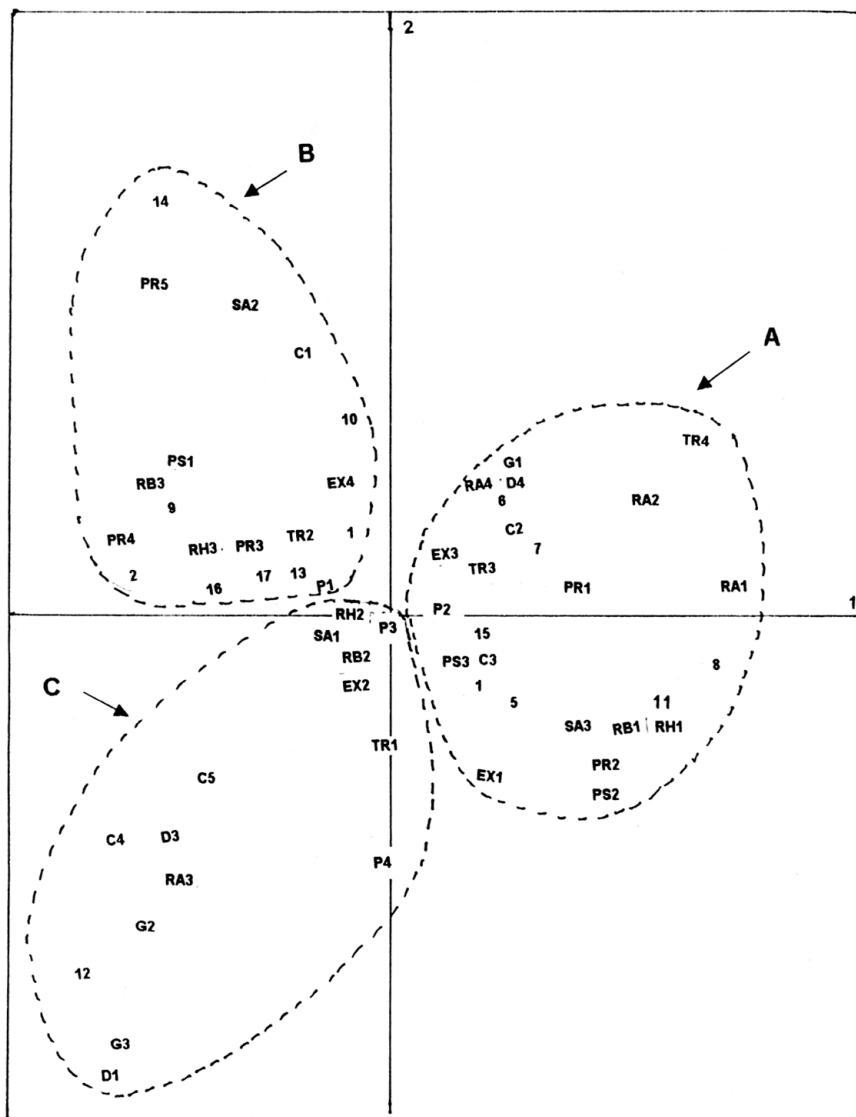 2
B
14
PR5
SA2
C1
A
10
TR4
PS1
G1
RB3
EX4
RA4 D4
9
6
RA2
PR4
RH3 PR3 TR2 1
C2
7
EX3
TR3
2
16 17 13 P1
PR1
RA1
1
RH2 P3
P2
SA1
15
RB2
PS3 C3
8
C
EX2
1
5
11
SA3 RB1 RH1
TR1
EX1
PR2
C5
PS2
C4 D3
P4
RA3
G2
12
G3
D1